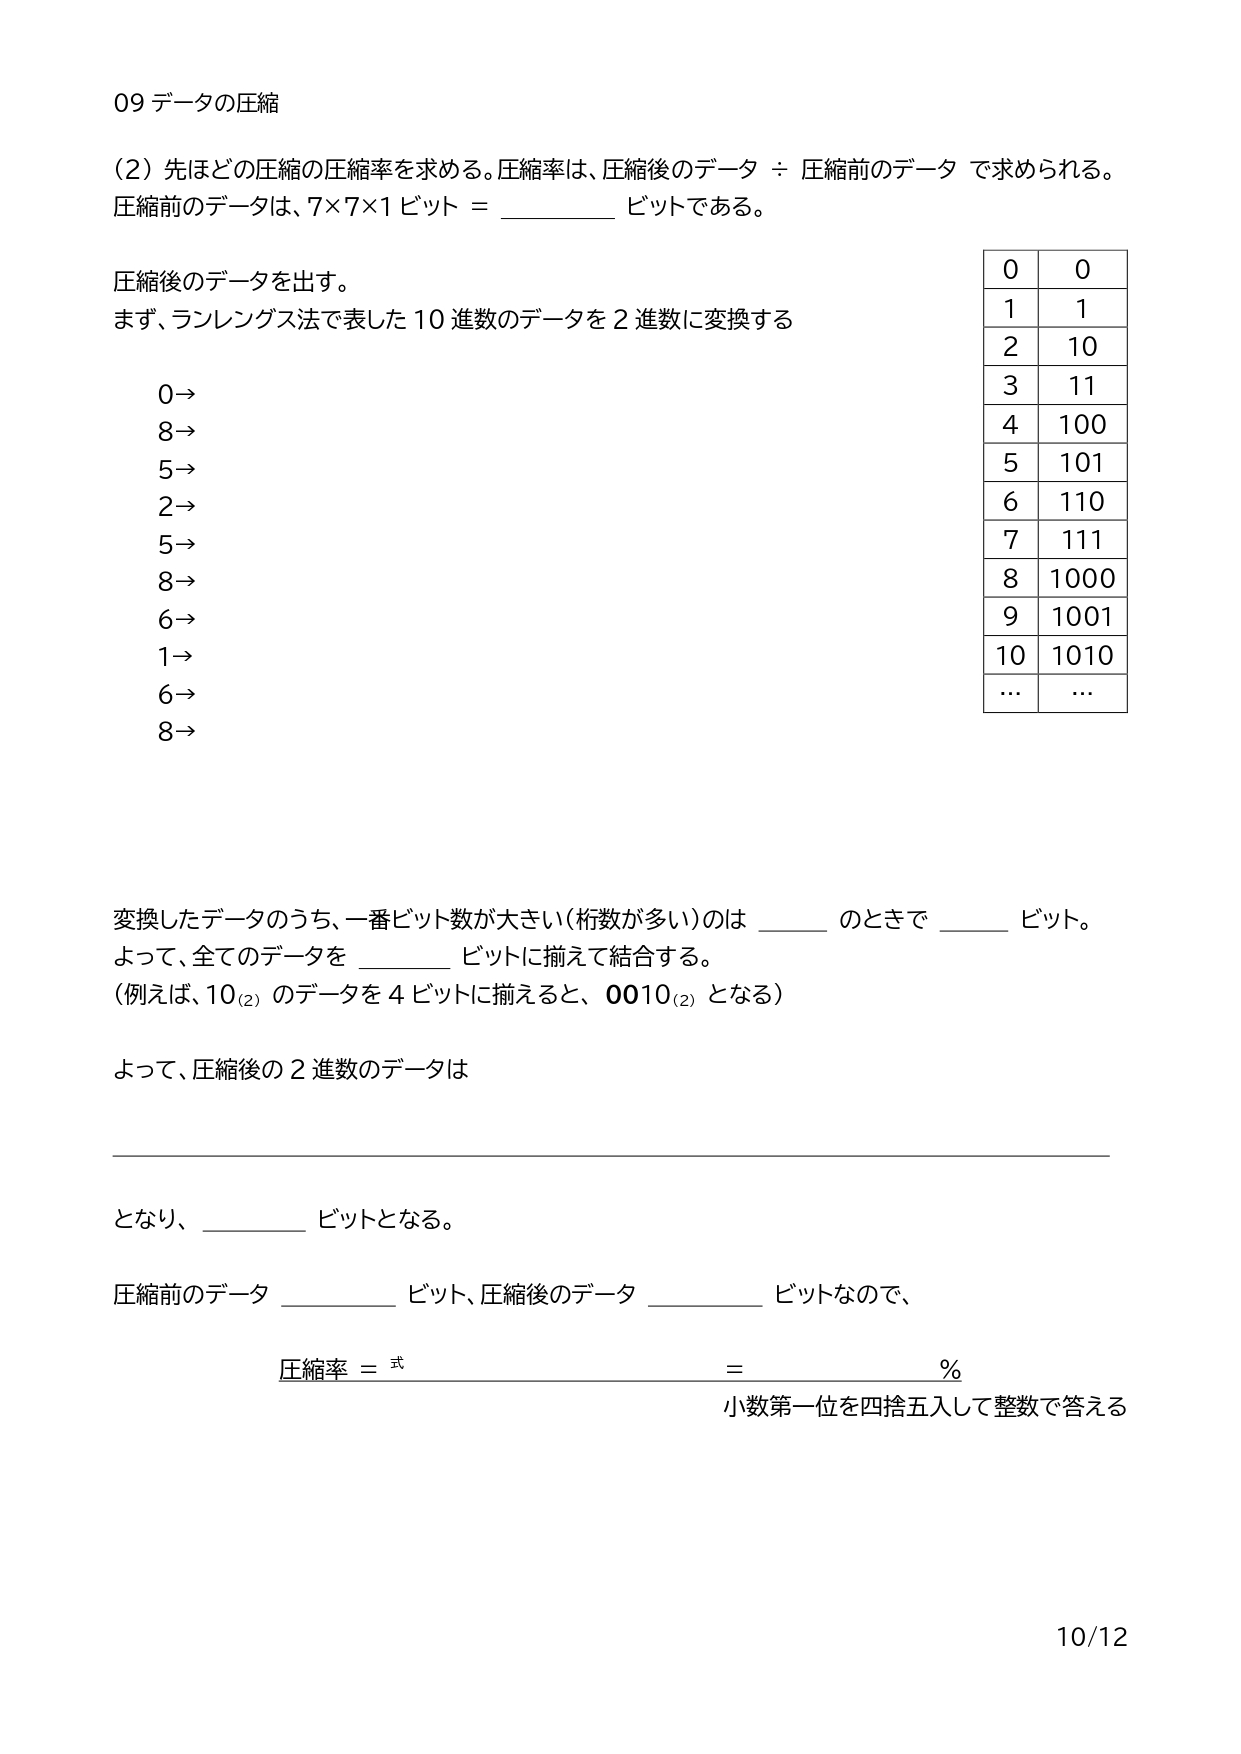 09 データの圧縮
（2） 先ほどの圧縮の圧縮率を求める。圧縮率は、圧縮後のデータ ÷ 圧縮前のデータ で求められる。
圧縮前のデータは、7×7×1 ビット ＝ ＿＿＿＿＿ ビットである。
圧縮後のデータを出す。
まず、ランレングス法で表した 10 進数のデータを 2 進数に変換する
0→
8→
5→
2→
5→
8→
6→
1→
6→
8→
0 0
1 1
2 10
3 11
4 100
5 101
6 110
7 111
8 1000
9 1001
10 1010
… …
変換したデータのうち、一番ビット数が大きい（桁数が多い）のは ＿＿＿ のときで ＿＿＿ ビット。
よって、全てのデータを ＿＿＿＿ ビットに揃えて結合する。
（例えば、10(2) のデータを 4 ビットに揃えると、 0010(2) となる）
よって、圧縮後の 2 進数のデータは
となり、 ＿＿＿＿＿ ビットとなる。
圧縮前のデータ ＿＿＿＿＿ ビット、圧縮後のデータ ＿＿＿＿＿ ビットなので、
圧縮率 ＝ 式 ＝ ％
小数第一位を四捨五入して整数で答える
10/12